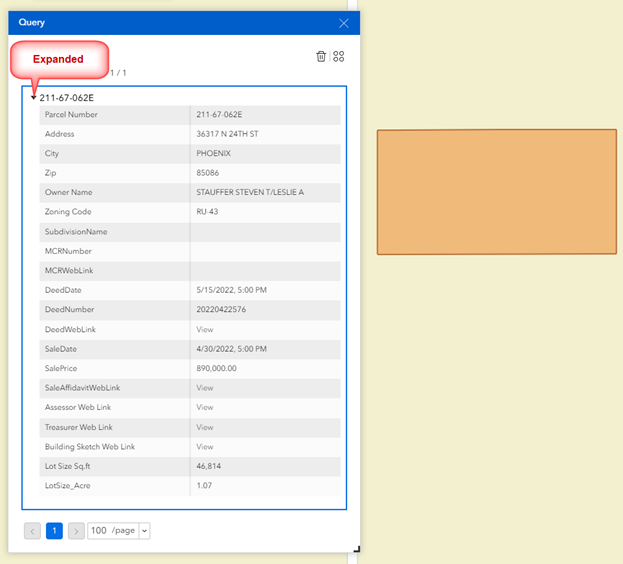 Query
Expanded
1 / 1
211-67-062E
Parcel Number 211-67-062E
Address 36317 N 24TH ST
City PHOENIX
Zip 85086
Owner Name STAUFFER STEVEN T/LESLIE A
Zoning Code RU-43
SubdivisionName
MCRNumber
MCRWebLink
DeedDate 5/15/2022, 5:00 PM
DeedNumber 20220422576
DeedWebLink View
SaleDate 4/30/2022, 5:00 PM
SalePrice 890,000.00
SaleAffidavitWebLink View
Assessor Web Link View
Treasurer Web Link View
Building Sketch Web Link View
Lot Size Sq.ft 46,814
LotSize_Acre 1.07
< 1 > 100 /page